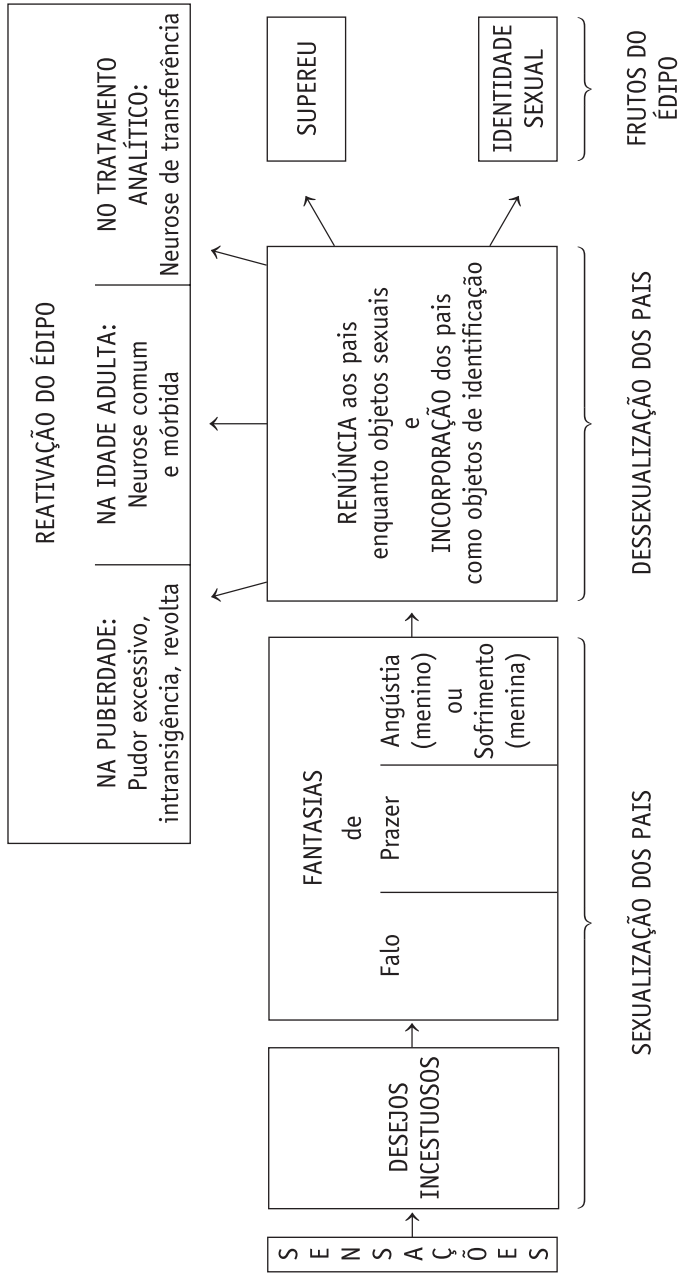 REATIVAÇÃO DO ÉDIPO
NA PUBERDADE:
Pudor excessivo,
intransigência, revolta
NA IDADE ADULTA:
Neurose comum
e mórbida
NO TRATAMENTO
ANALÍTICO:
Neurose de transferência
SENSAÇÕES
DESEJOS
INCESTUOSOS
FANTASIAS
de
Falo
Prazer
Angústia
(menino)
ou
Sofrimento
(menina)
RENÚNCIA aos pais
enquanto objetos sexuais
e
INCORPORAÇÃO dos pais
como objetos de identificação
SUPEREU
IDENTIDADE
SEXUAL
SEXUALIZAÇÃO DOS PAIS
DESSEXUALIZAÇÃO DOS PAIS
FRUTOS DO
ÉDIPO